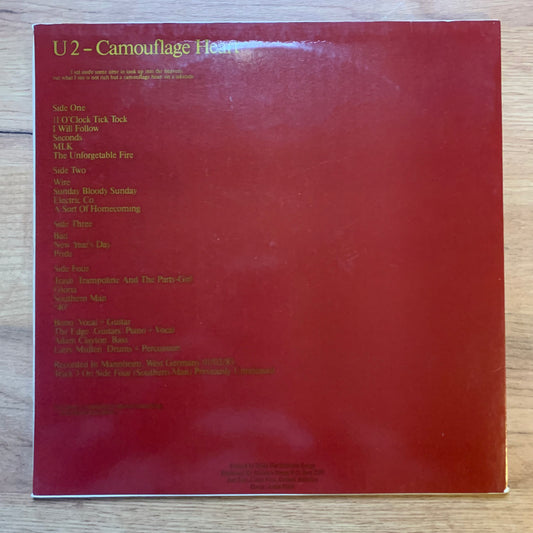 U 2 – Camouflage Heart
Side One
11 O'Clock Tick Tock
I Will Follow
Seconds
MLK
The Unforgetable Fire
Side Two
Wire
Sunday Bloody Sunday
Electric Co
A Sort Of Homecoming
Side Three
Bad
New Year's Day
Pride
Side Four
Trash Trampoline And The Party-Girl
Gloria
Southern Man
40
Bono Vocal + Guitar
The Edge Guitars Piano + Vocal
Adam Clayton Bass
Larry Mullen Drums + Percussion
Recorded In Mannheim West Germany
Track 3 On Side Four (Southern Man) Previously Unreleased